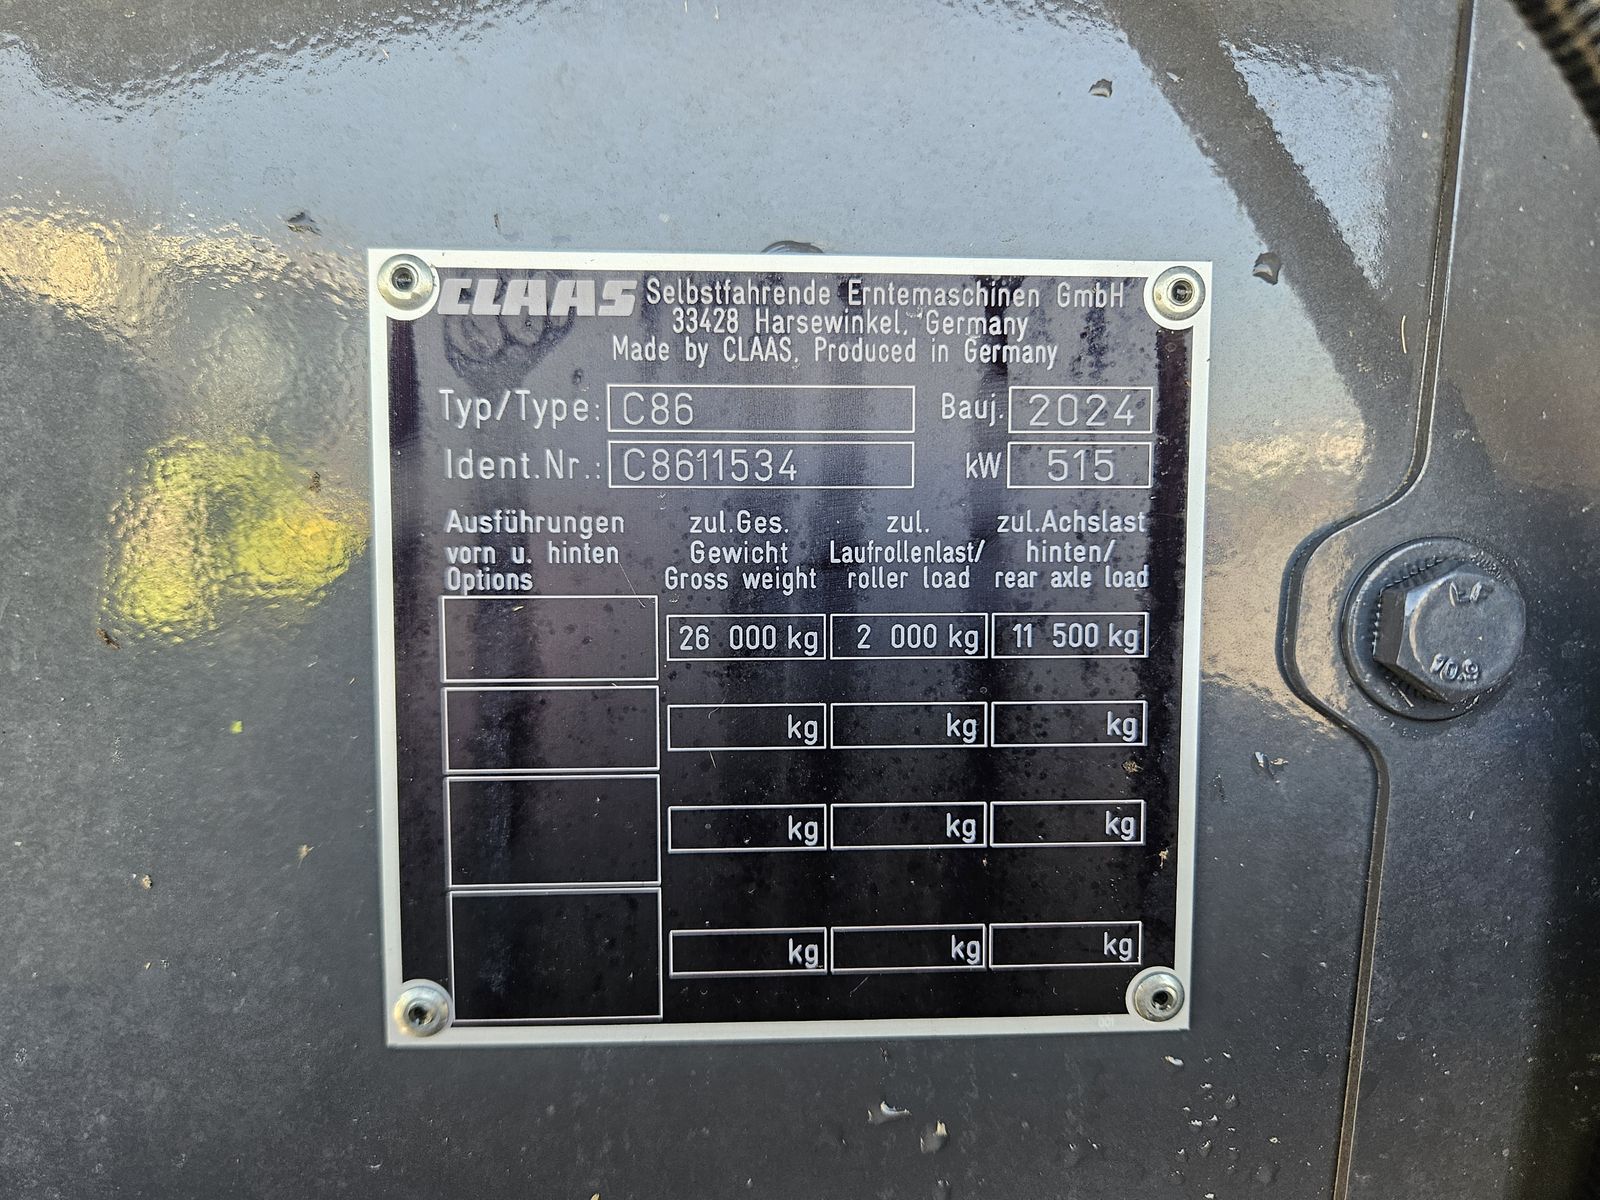 CLAAS Selbstfahrende Erntemaschinen GmbH
33428 Harsewinkel, Germany
Made by CLAAS, Produced in Germany
Typ/Type: C86 Bauj. 2024
Ident.Nr.: C8611534 kW 515
Ausführungen zul.Ges. zul. zul.Achslast
vorn u. hinten Gewicht Laufrollenlast/ hinten/
Options Gross weight roller load rear axle load
26 000 kg 2 000 kg 11 500 kg
kg kg kg
kg kg kg
kg kg kg
001
10.9